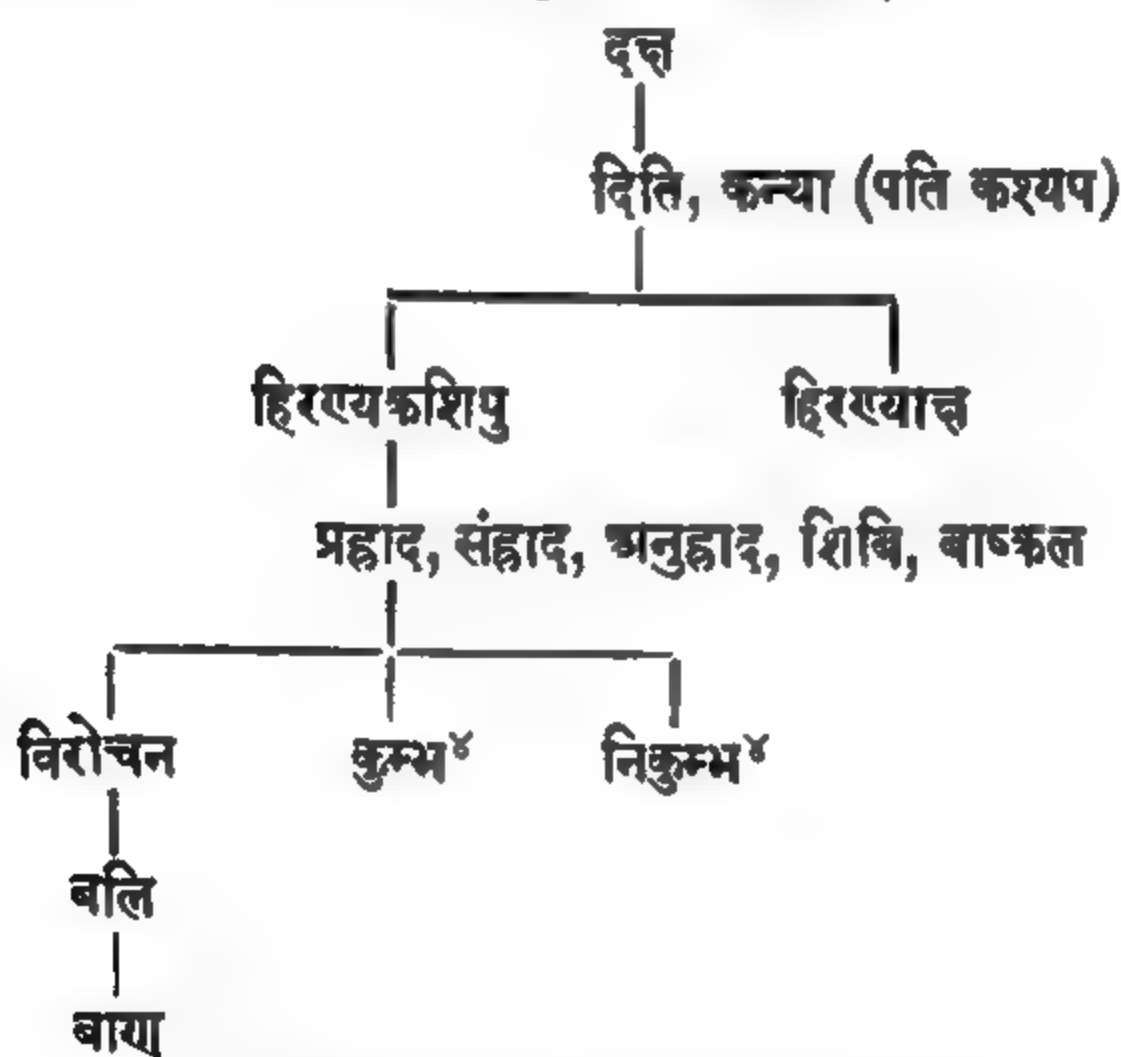 दक्ष
दिति, कन्या (पति कश्यप)
हिरण्यकशिपु हिरण्याक्ष
प्रह्लाद, संह्लाद, अनुह्लाद, शिबि, बाष्कल
विरोचन कुम्भ४ निकुम्भ४
बलि
बाण